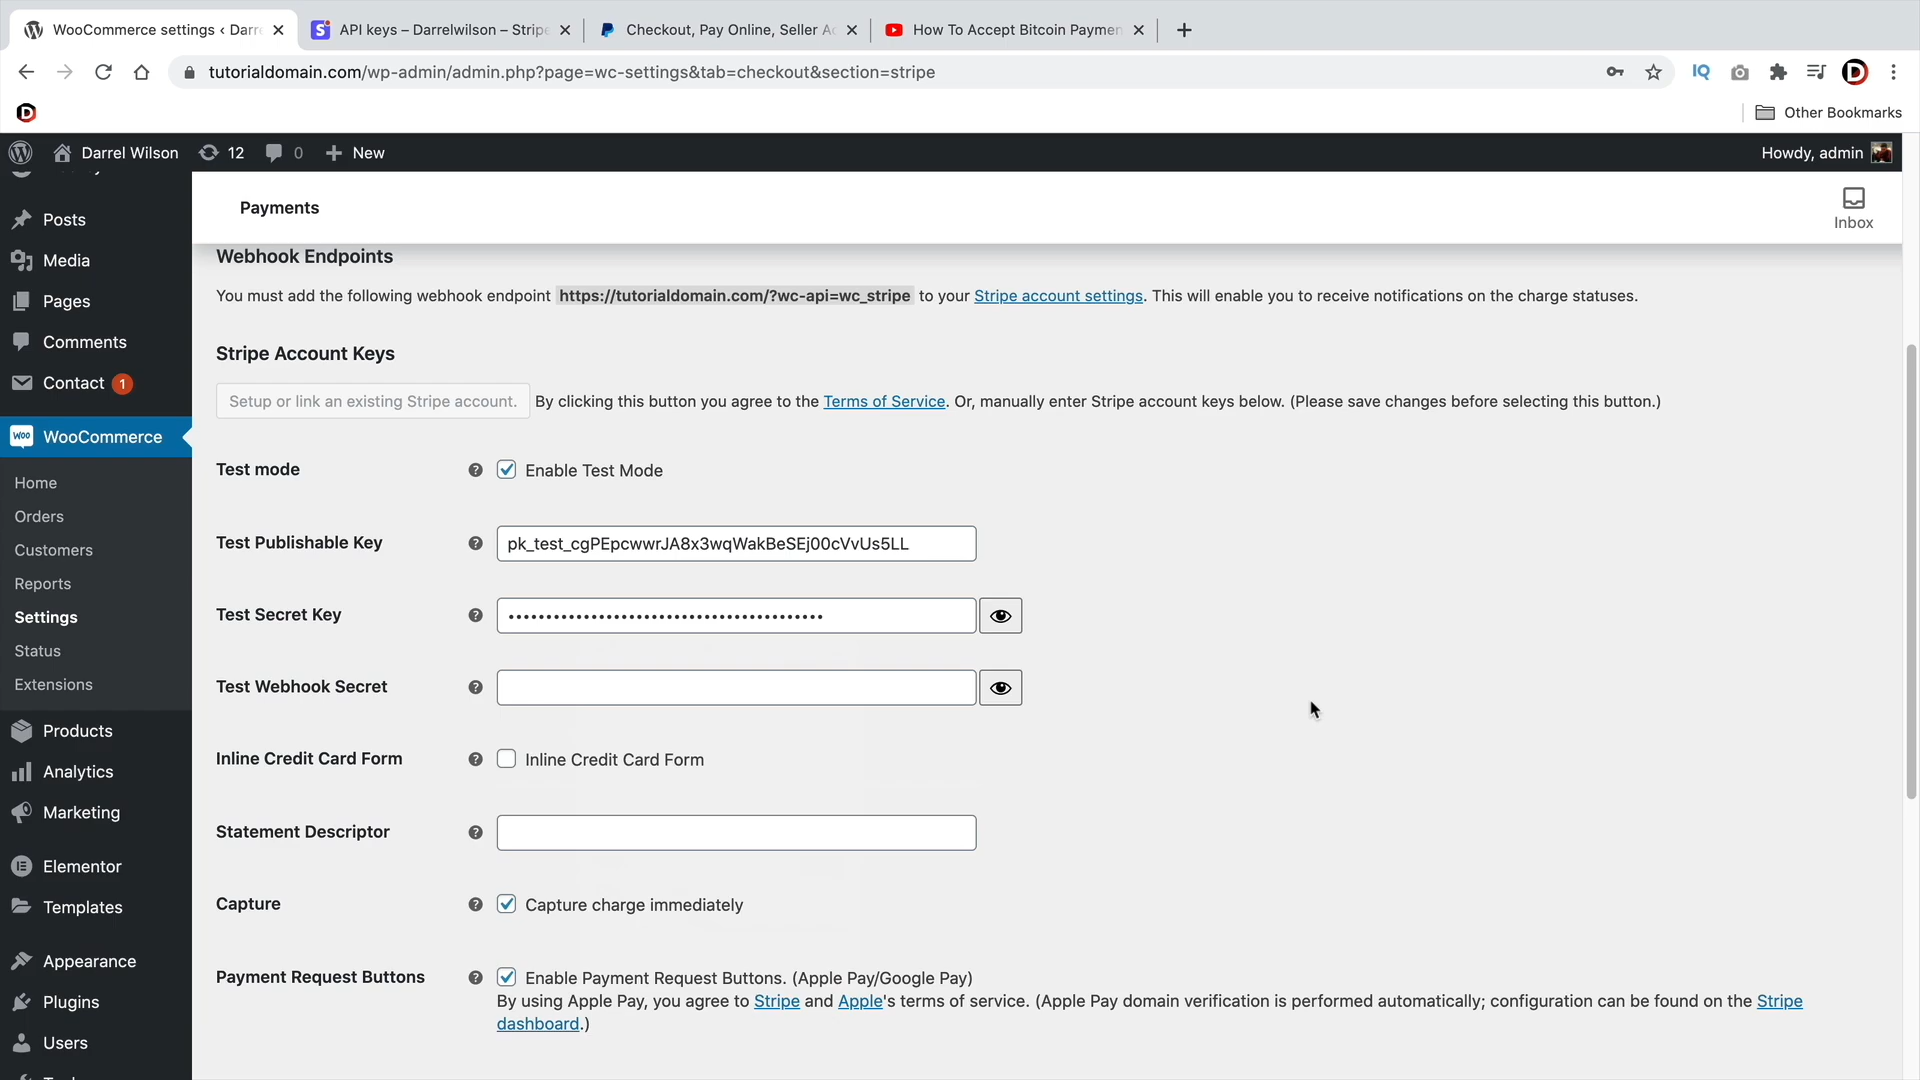 WooCommerce settings ‹ Darre
API keys – Darrelwilson – Stripe
Checkout, Pay Online, Seller Ac
How To Accept Bitcoin Paymen
tutorialdomain.com/wp-admin/admin.php?page=wc-settings&tab=checkout&section=stripe
IQ
D
D
Other Bookmarks
Darrel Wilson
12
0
New
Howdy, admin
Posts
Media
Pages
Comments
Contact 1
WooCommerce
Home
Orders
Customers
Reports
Settings
Status
Extensions
Products
Analytics
Marketing
Elementor
Templates
Appearance
Plugins
Users
Payments
Inbox
Webhook Endpoints
You must add the following webhook endpoint https://tutorialdomain.com/?wc-api=wc_stripe to your Stripe account settings. This will enable you to receive notifications on the charge statuses.
Stripe Account Keys
Setup or link an existing Stripe account. By clicking this button you agree to the Terms of Service. Or, manually enter Stripe account keys below. (Please save changes before selecting this button.)
Test mode
Enable Test Mode
Test Publishable Key
pk_test_cgPEpcwwrJA8x3wqWakBeSEj00cVvUs5LL
Test Secret Key
Test Webhook Secret
Inline Credit Card Form
Inline Credit Card Form
Statement Descriptor
Capture
Capture charge immediately
Payment Request Buttons
Enable Payment Request Buttons. (Apple Pay/Google Pay)
By using Apple Pay, you agree to Stripe and Apple's terms of service. (Apple Pay domain verification is performed automatically; configuration can be found on the Stripe
dashboard.)